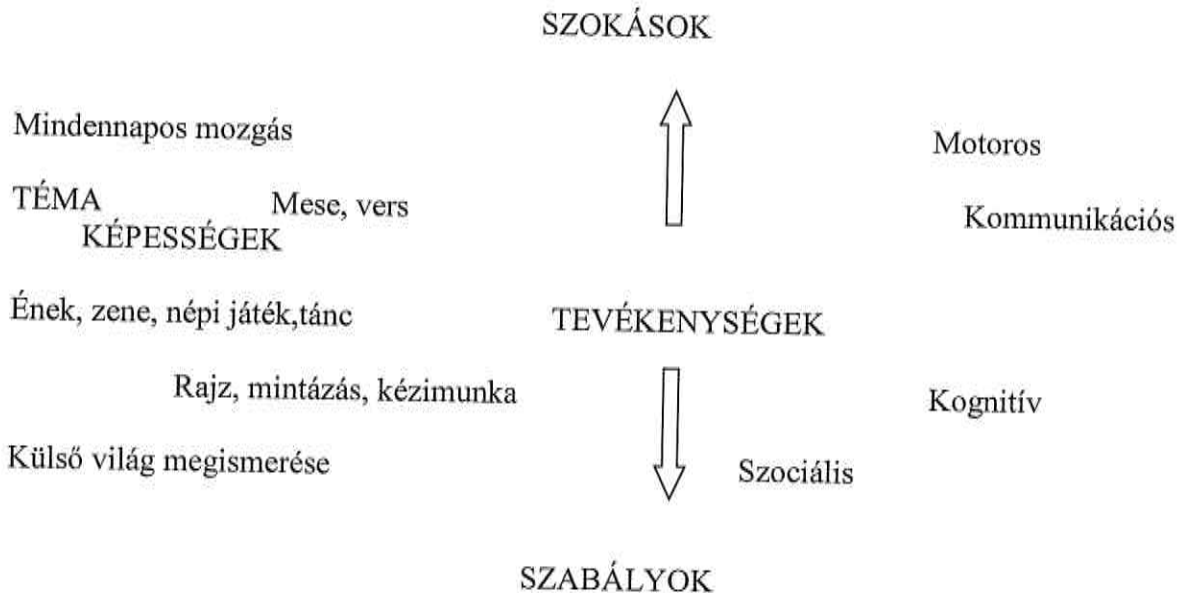 SZOKÁSOK
Mindennapos mozgás
Motoros
TÉMA
Mese, vers
Kommunikációs
KÉPESSÉGEK
Ének, zene, népi játék,tánc
TEVÉKENYSÉGEK
Rajz, mintázás, kézimunka
Kognitív
Külső világ megismerése
Szociális
SZABÁLYOK